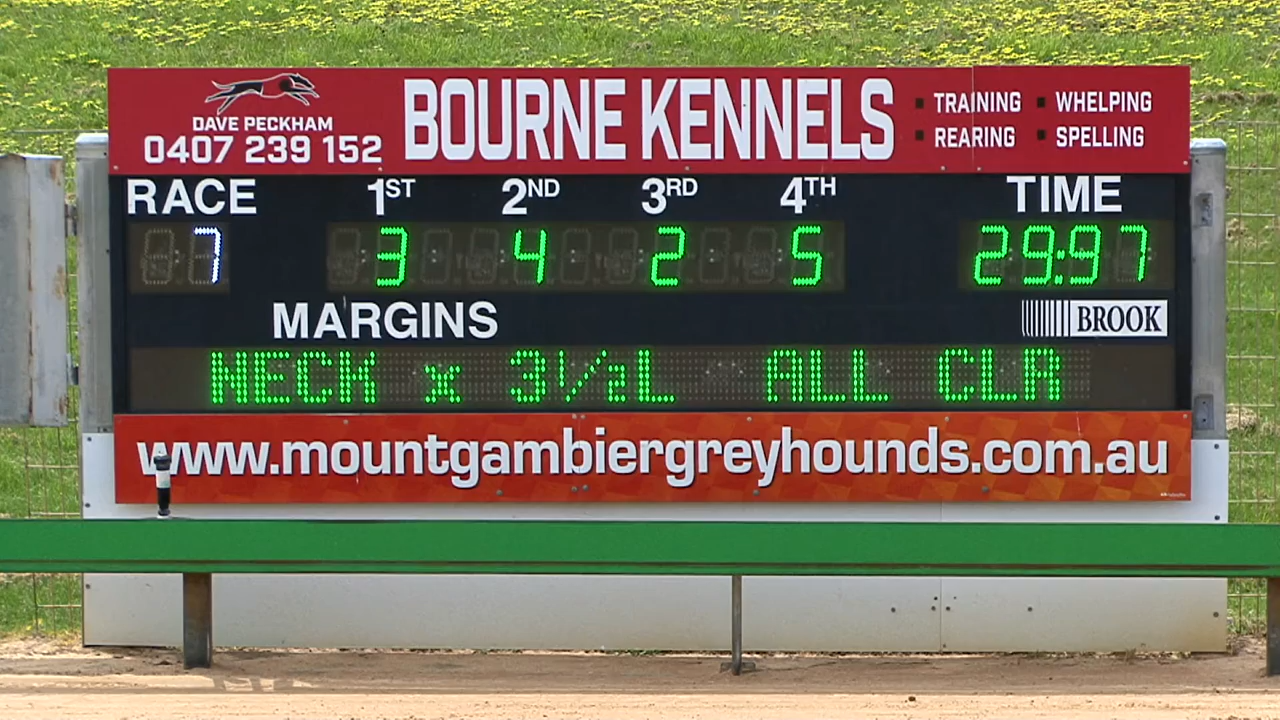 DAVE PECKHAM
0407 239 152
BOURNE KENNELS
TRAINING WHELPING
REARING SPELLING
RACE 1ST 2ND 3RD 4TH TIME
7 3 4 2 5 29:97
MARGINS
BROOK
NECK x 3½L ALL CLR
www.mountgambiergreyhounds.com.au